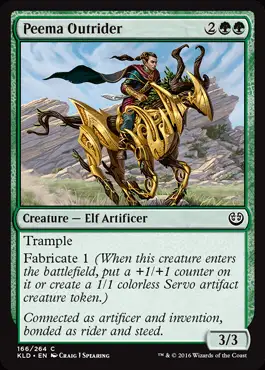 Peema Outrider 2
Creature — Elf Artificer
Trample
Fabricate 1 (When this creature enters
the battlefield, put a +1/+1 counter on
it or create a 1/1 colorless Servo artifact
creature token.)
Connected as artificer and invention,
bonded as rider and steed.
3/3
166/264 C
KLD • EN Craig J Spearing
™ & © 2016 Wizards of the Coast